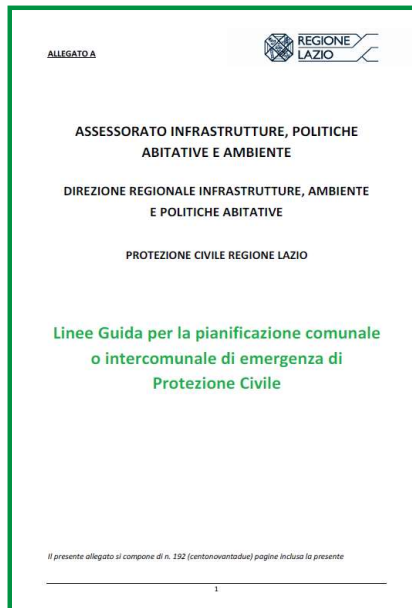 ALLEGATO A
REGIONE
LAZIO
ASSESSORATO INFRASTRUTTURE, POLITICHE
ABITATIVE E AMBIENTE
DIREZIONE REGIONALE INFRASTRUTTURE, AMBIENTE
E POLITICHE ABITATIVE
PROTEZIONE CIVILE REGIONE LAZIO
Linee Guida per la pianificazione comunale
o intercomunale di emergenza di
Protezione Civile
Il presente allegato si compone di n. 192 (centonovantadue) pagine inclusa la presente
1